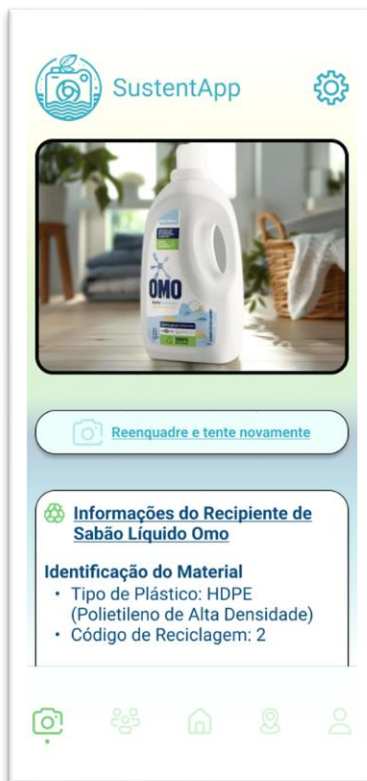 SustentApp
OMO
100%
Reenquadre e tente novamente
Informações do Recipiente de
Sabão Líquido Omo
Identificação do Material
• Tipo de Plástico: HDPE
(Polietileno de Alta Densidade)
• Código de Reciclagem: 2